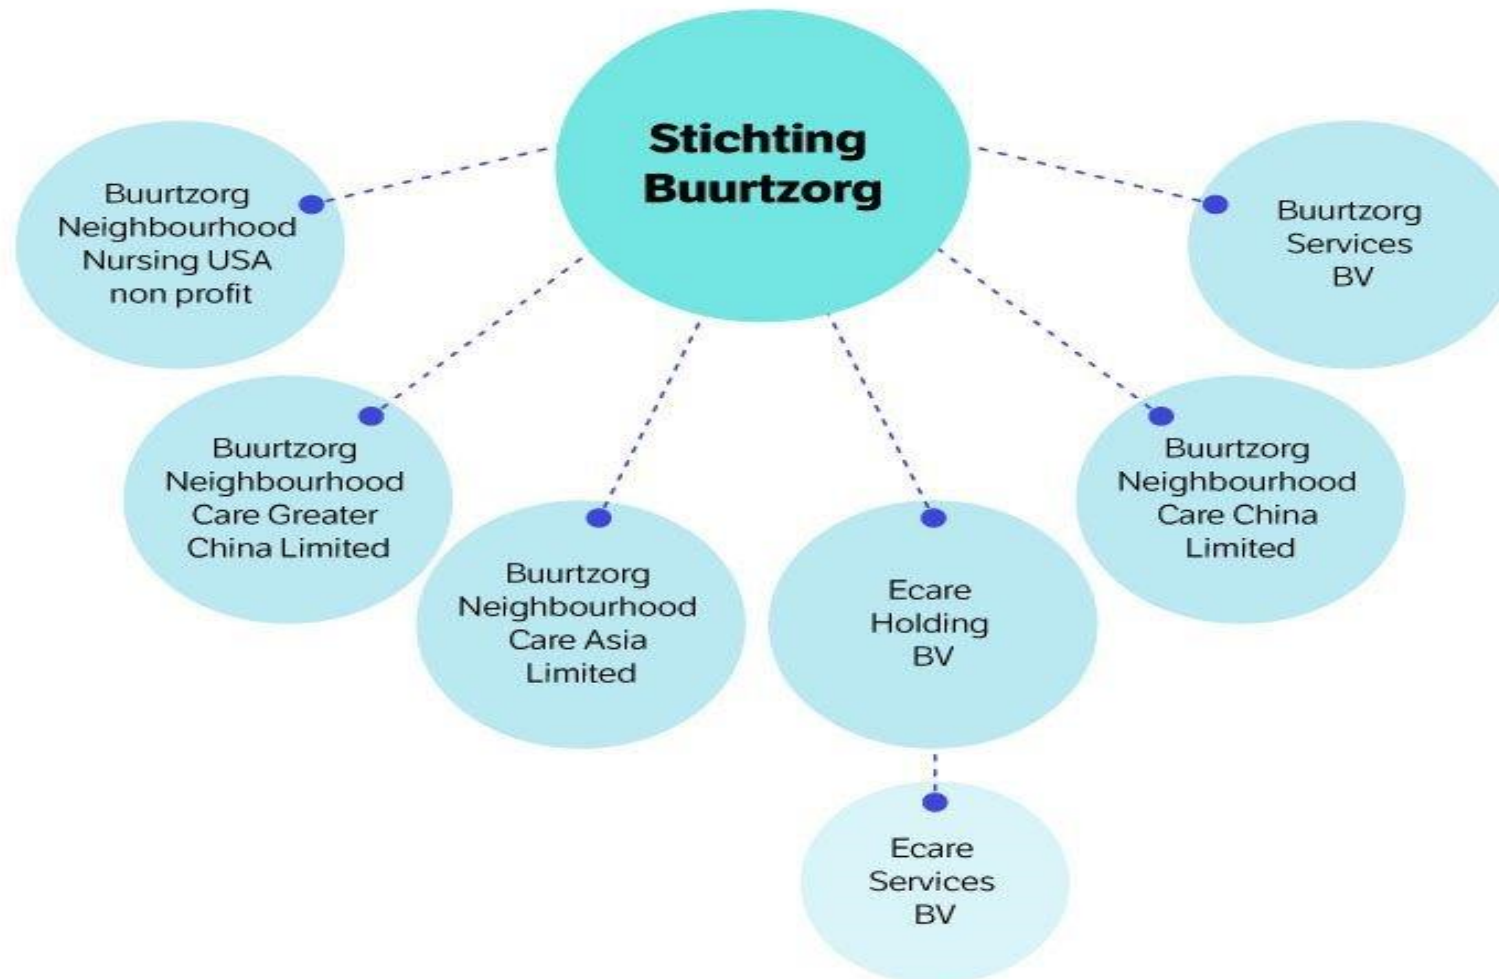 Stichting
Buurtzorg
Buurtzorg
Neighbourhood
Nursing USA
non profit
Buurtzorg
Services
BV
Buurtzorg
Neighbourhood
Care Greater
China Limited
Buurtzorg
Neighbourhood
Care China
Limited
Buurtzorg
Neighbourhood
Care Asia
Limited
Ecare
Holding
BV
Ecare
Services
BV